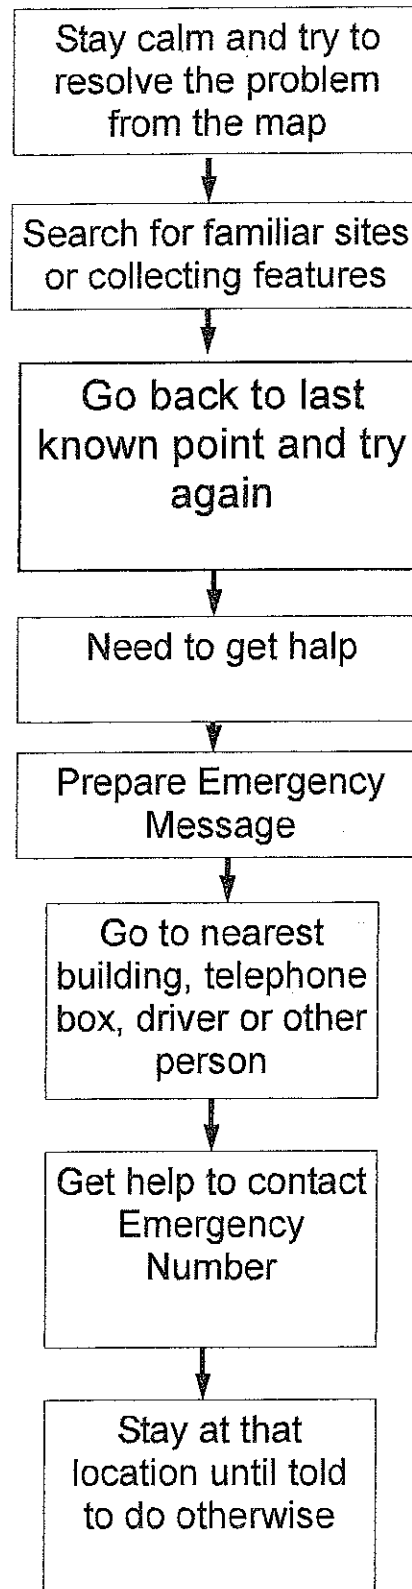 Stay calm and try to
resolve the problem
from the map
Search for familiar sites
or collecting features
Go back to last
known point and try
again
Need to get halp
Prepare Emergency
Message
Go to nearest
building, telephone
box, driver or other
person
Get help to contact
Emergency
Number
Stay at that
location until told
to do otherwise